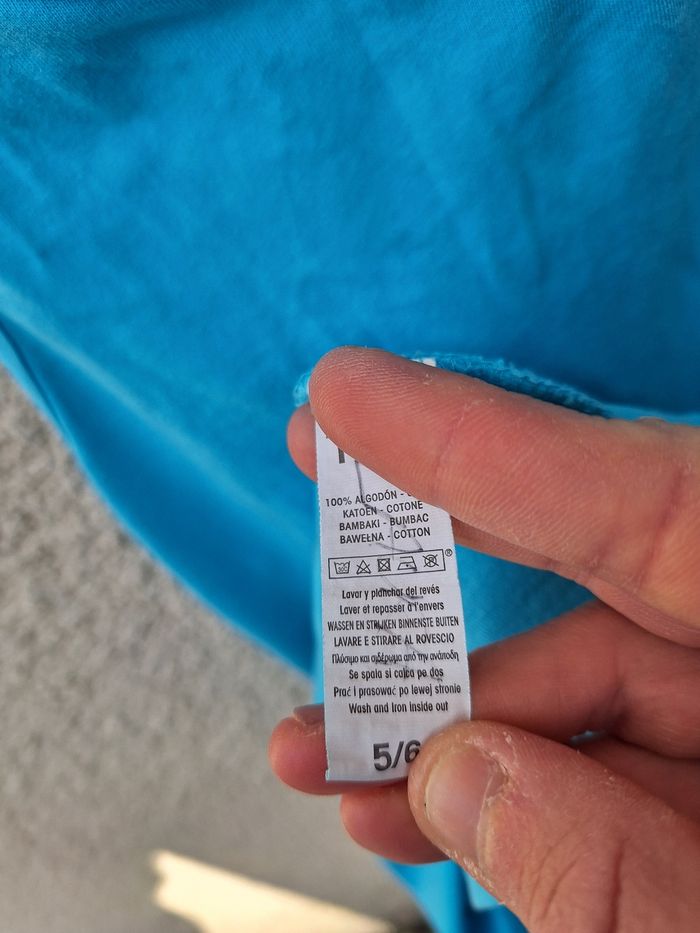 100% ALGODÓN -
KATOEN - COTONE
BAMBAKI - BUMBAC
BAWEŁNA - COTTON
®
Lavar y planchar del revés
Laver et repasser à l'envers
WASSEN EN STRIJKEN BINNENSTE BUITEN
LAVARE E STIRARE AL ROVESCIO
Πλύσιμο και σιδέρωμα από την ανάποδη
Se spala si calca pe dos
Prać I prasować po lewej stronie
Wash and Iron inside out
5/6